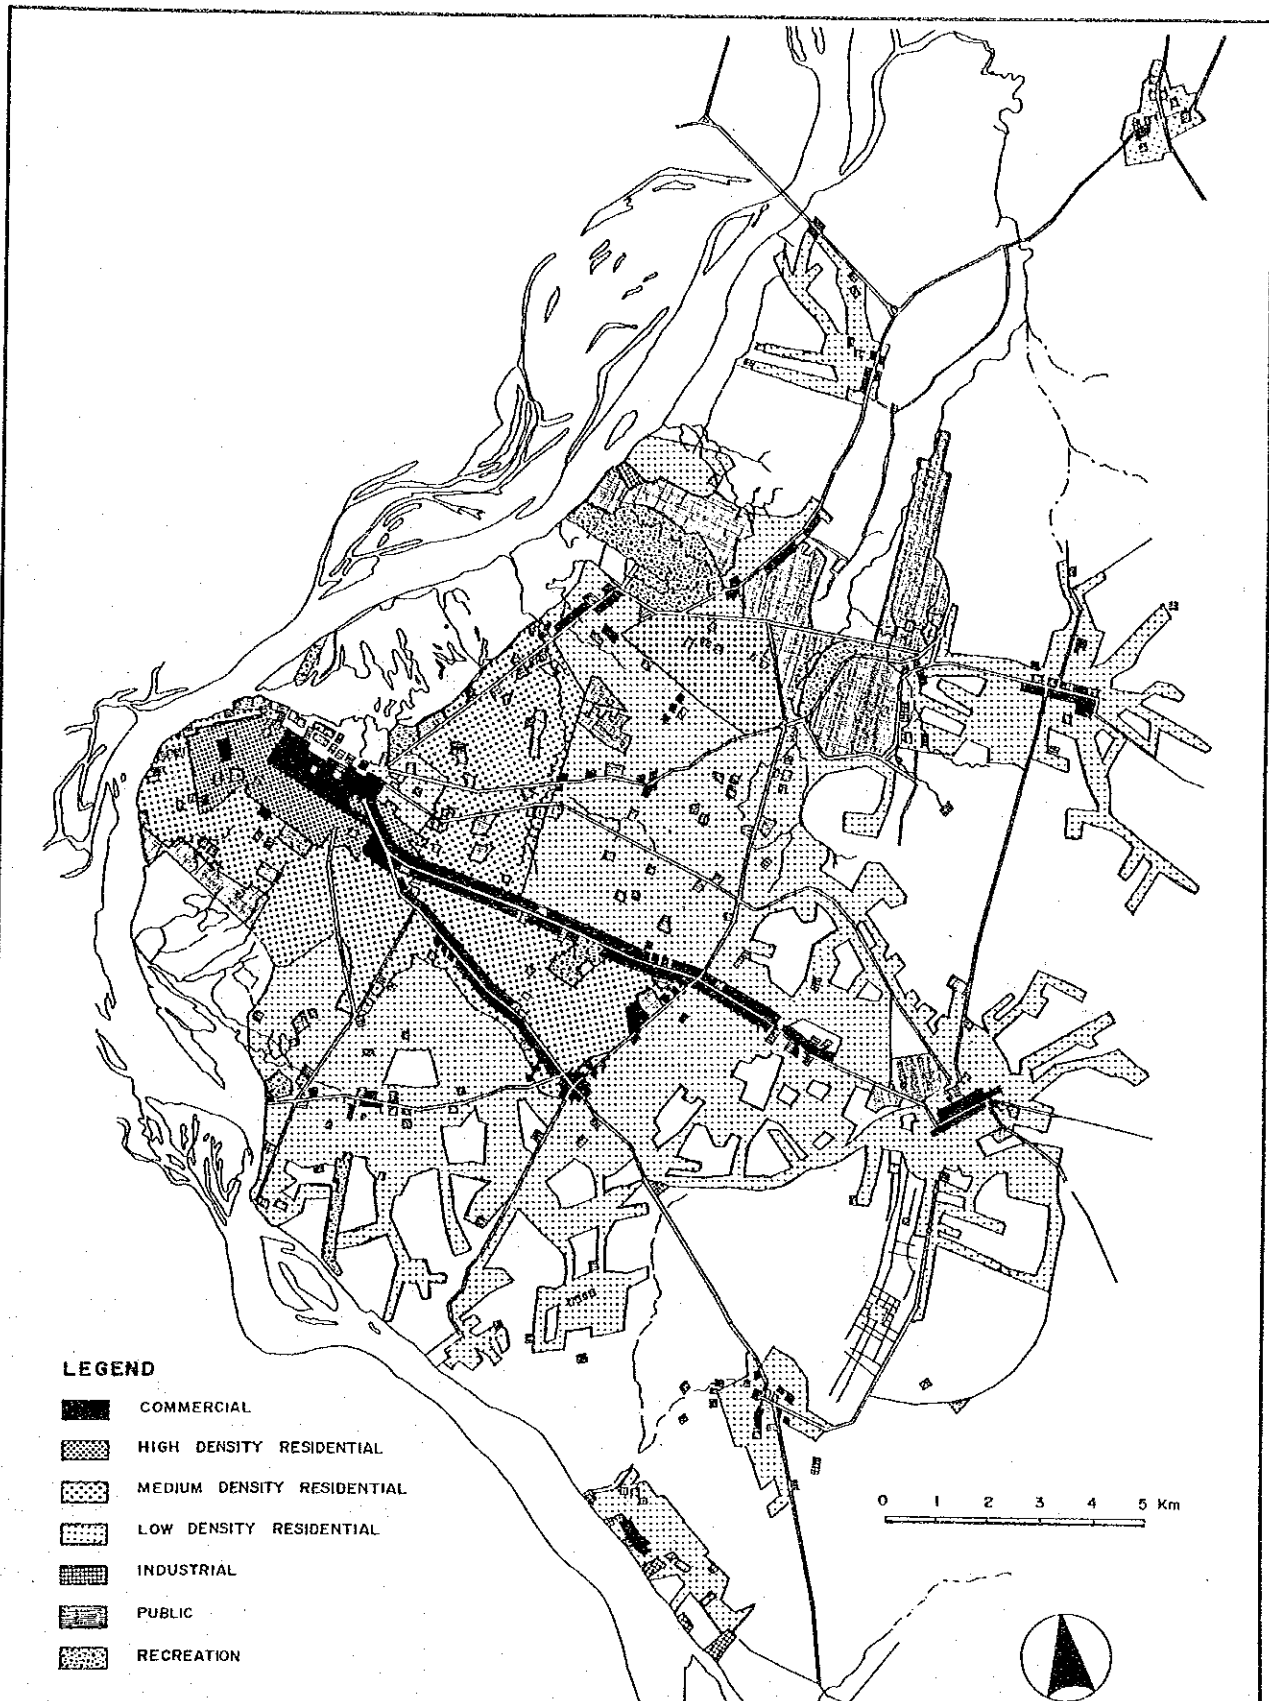 LEGEND
COMMERCIAL
HIGH DENSITY RESIDENTIAL
MEDIUM DENSITY RESIDENTIAL
LOW DENSITY RESIDENTIAL
INDUSTRIAL
PUBLIC
RECREATION
0 1 2 3 4 5 Km